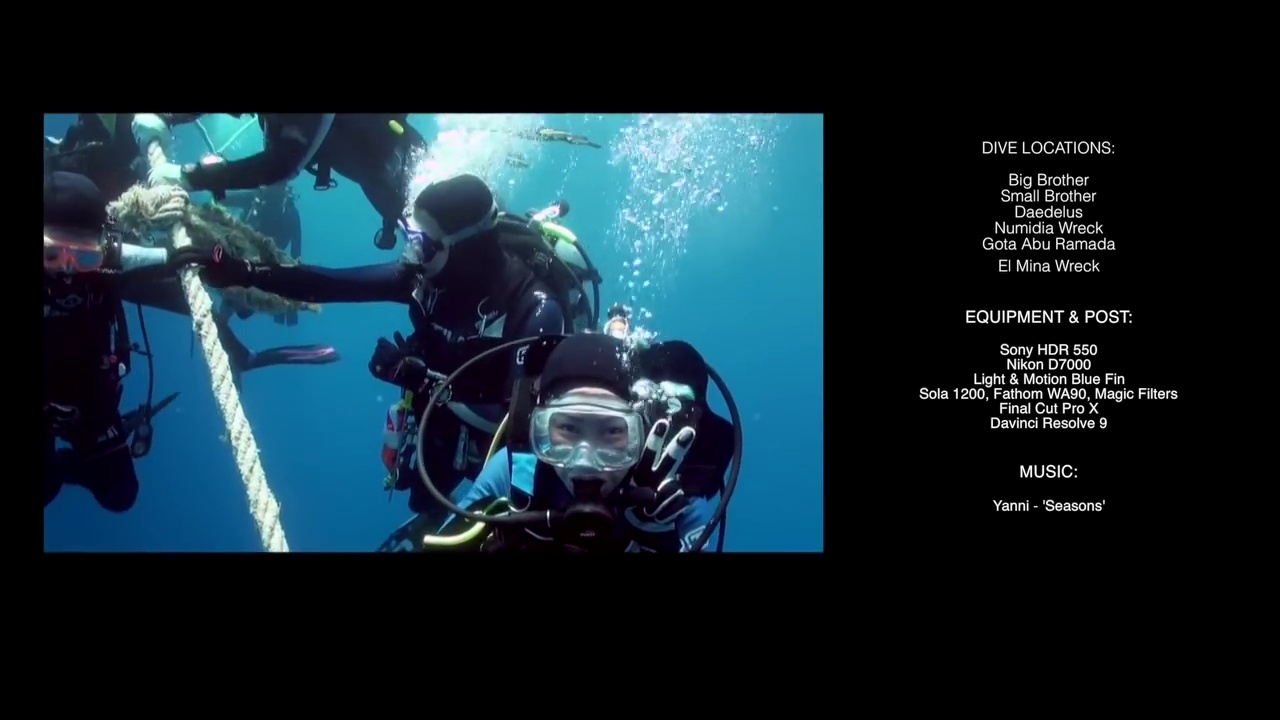 DIVE LOCATIONS:
Big Brother
Small Brother
Daedelus
Numidia Wreck
Gota Abu Ramada
El Mina Wreck
EQUIPMENT & POST:
Sony HDR 550
Nikon D7000
Light & Motion Blue Fin
Sola 1200, Fathom WA90, Magic Filters
Final Cut Pro X
Davinci Resolve 9
MUSIC:
Yanni - 'Seasons'